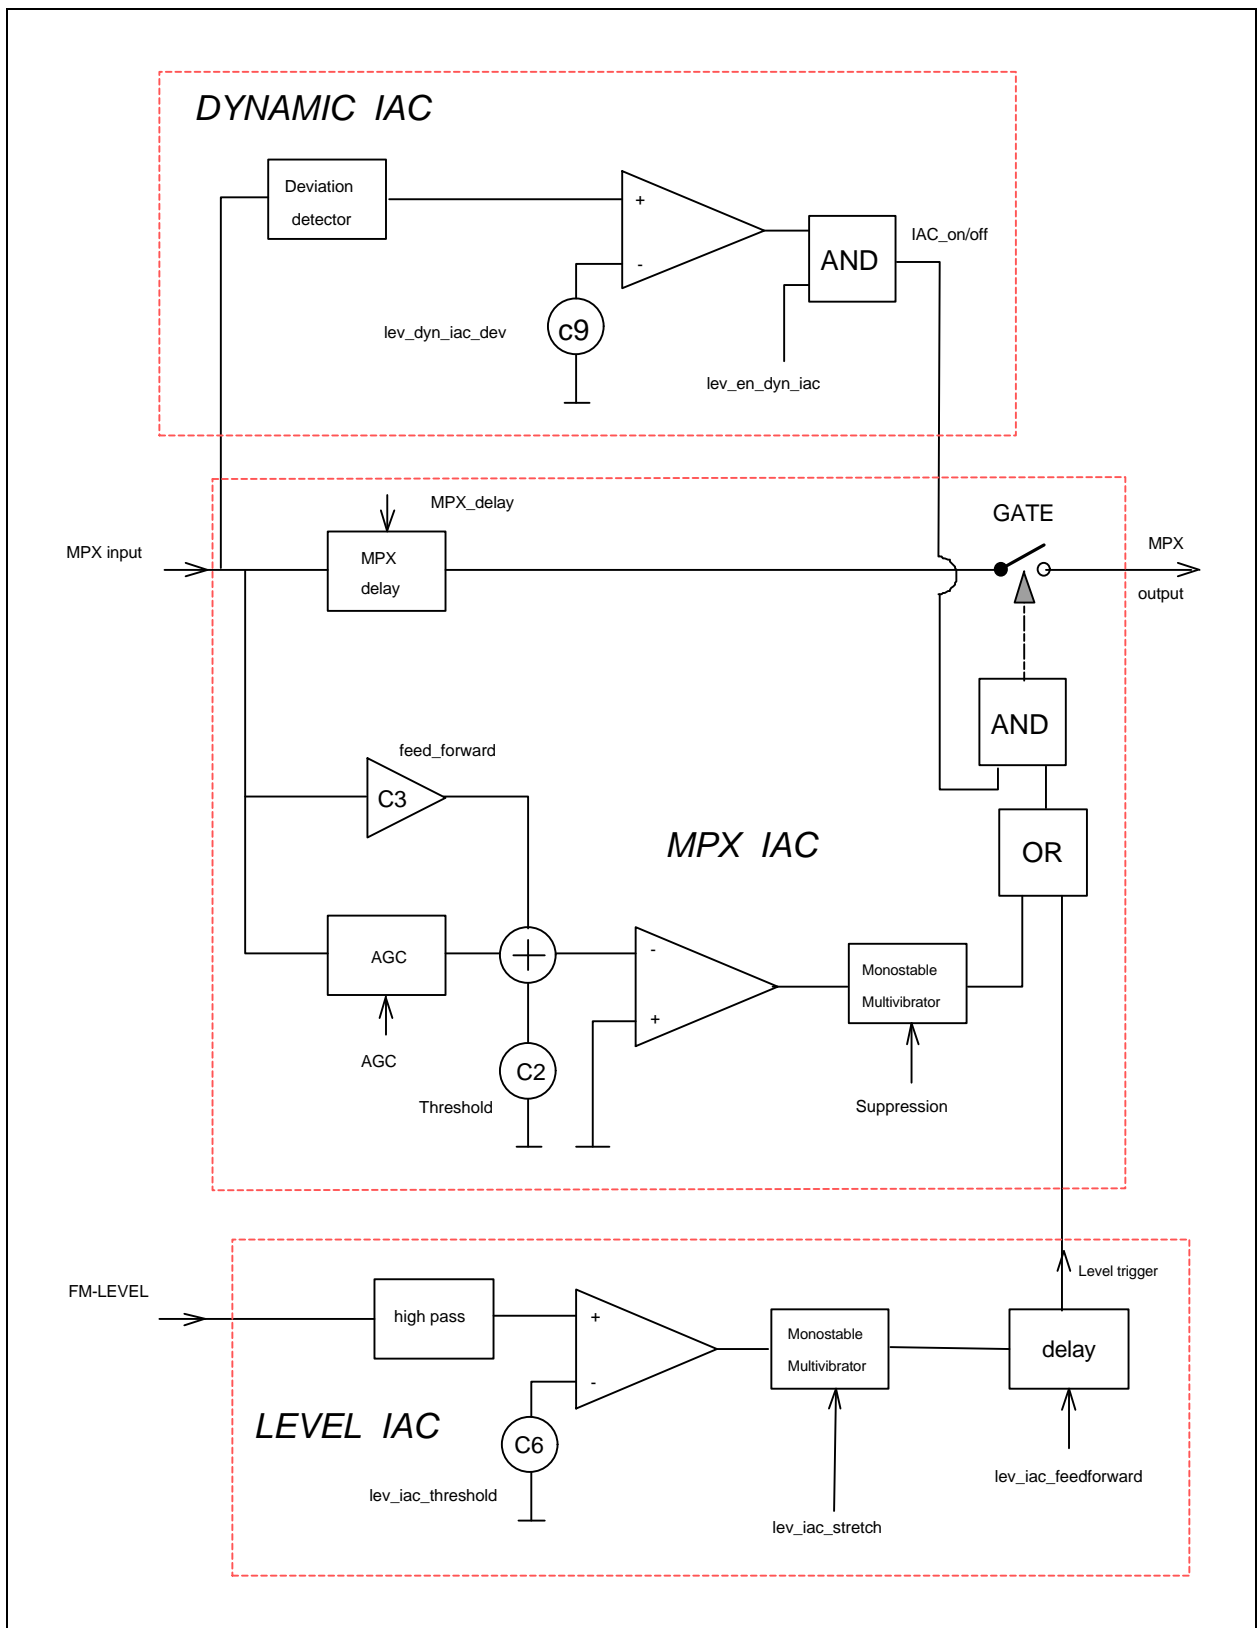 DYNAMIC IAC
Deviation
detector
+
-
AND
IAC_on/off
c9
lev_dyn_iac_dev
lev_en_dyn_iac
MPX_delay
GATE
MPX input
MPX
delay
MPX
output
AND
feed_forward
C3
MPX IAC
OR
AGC
-
+
Monostable
Multivibrator
AGC
C2
Threshold
Suppression
FM-LEVEL
Level trigger
high pass
+
-
Monostable
Multivibrator
delay
LEVEL IAC
C6
lev_iac_threshold
lev_iac_feedforward
lev_iac_stretch